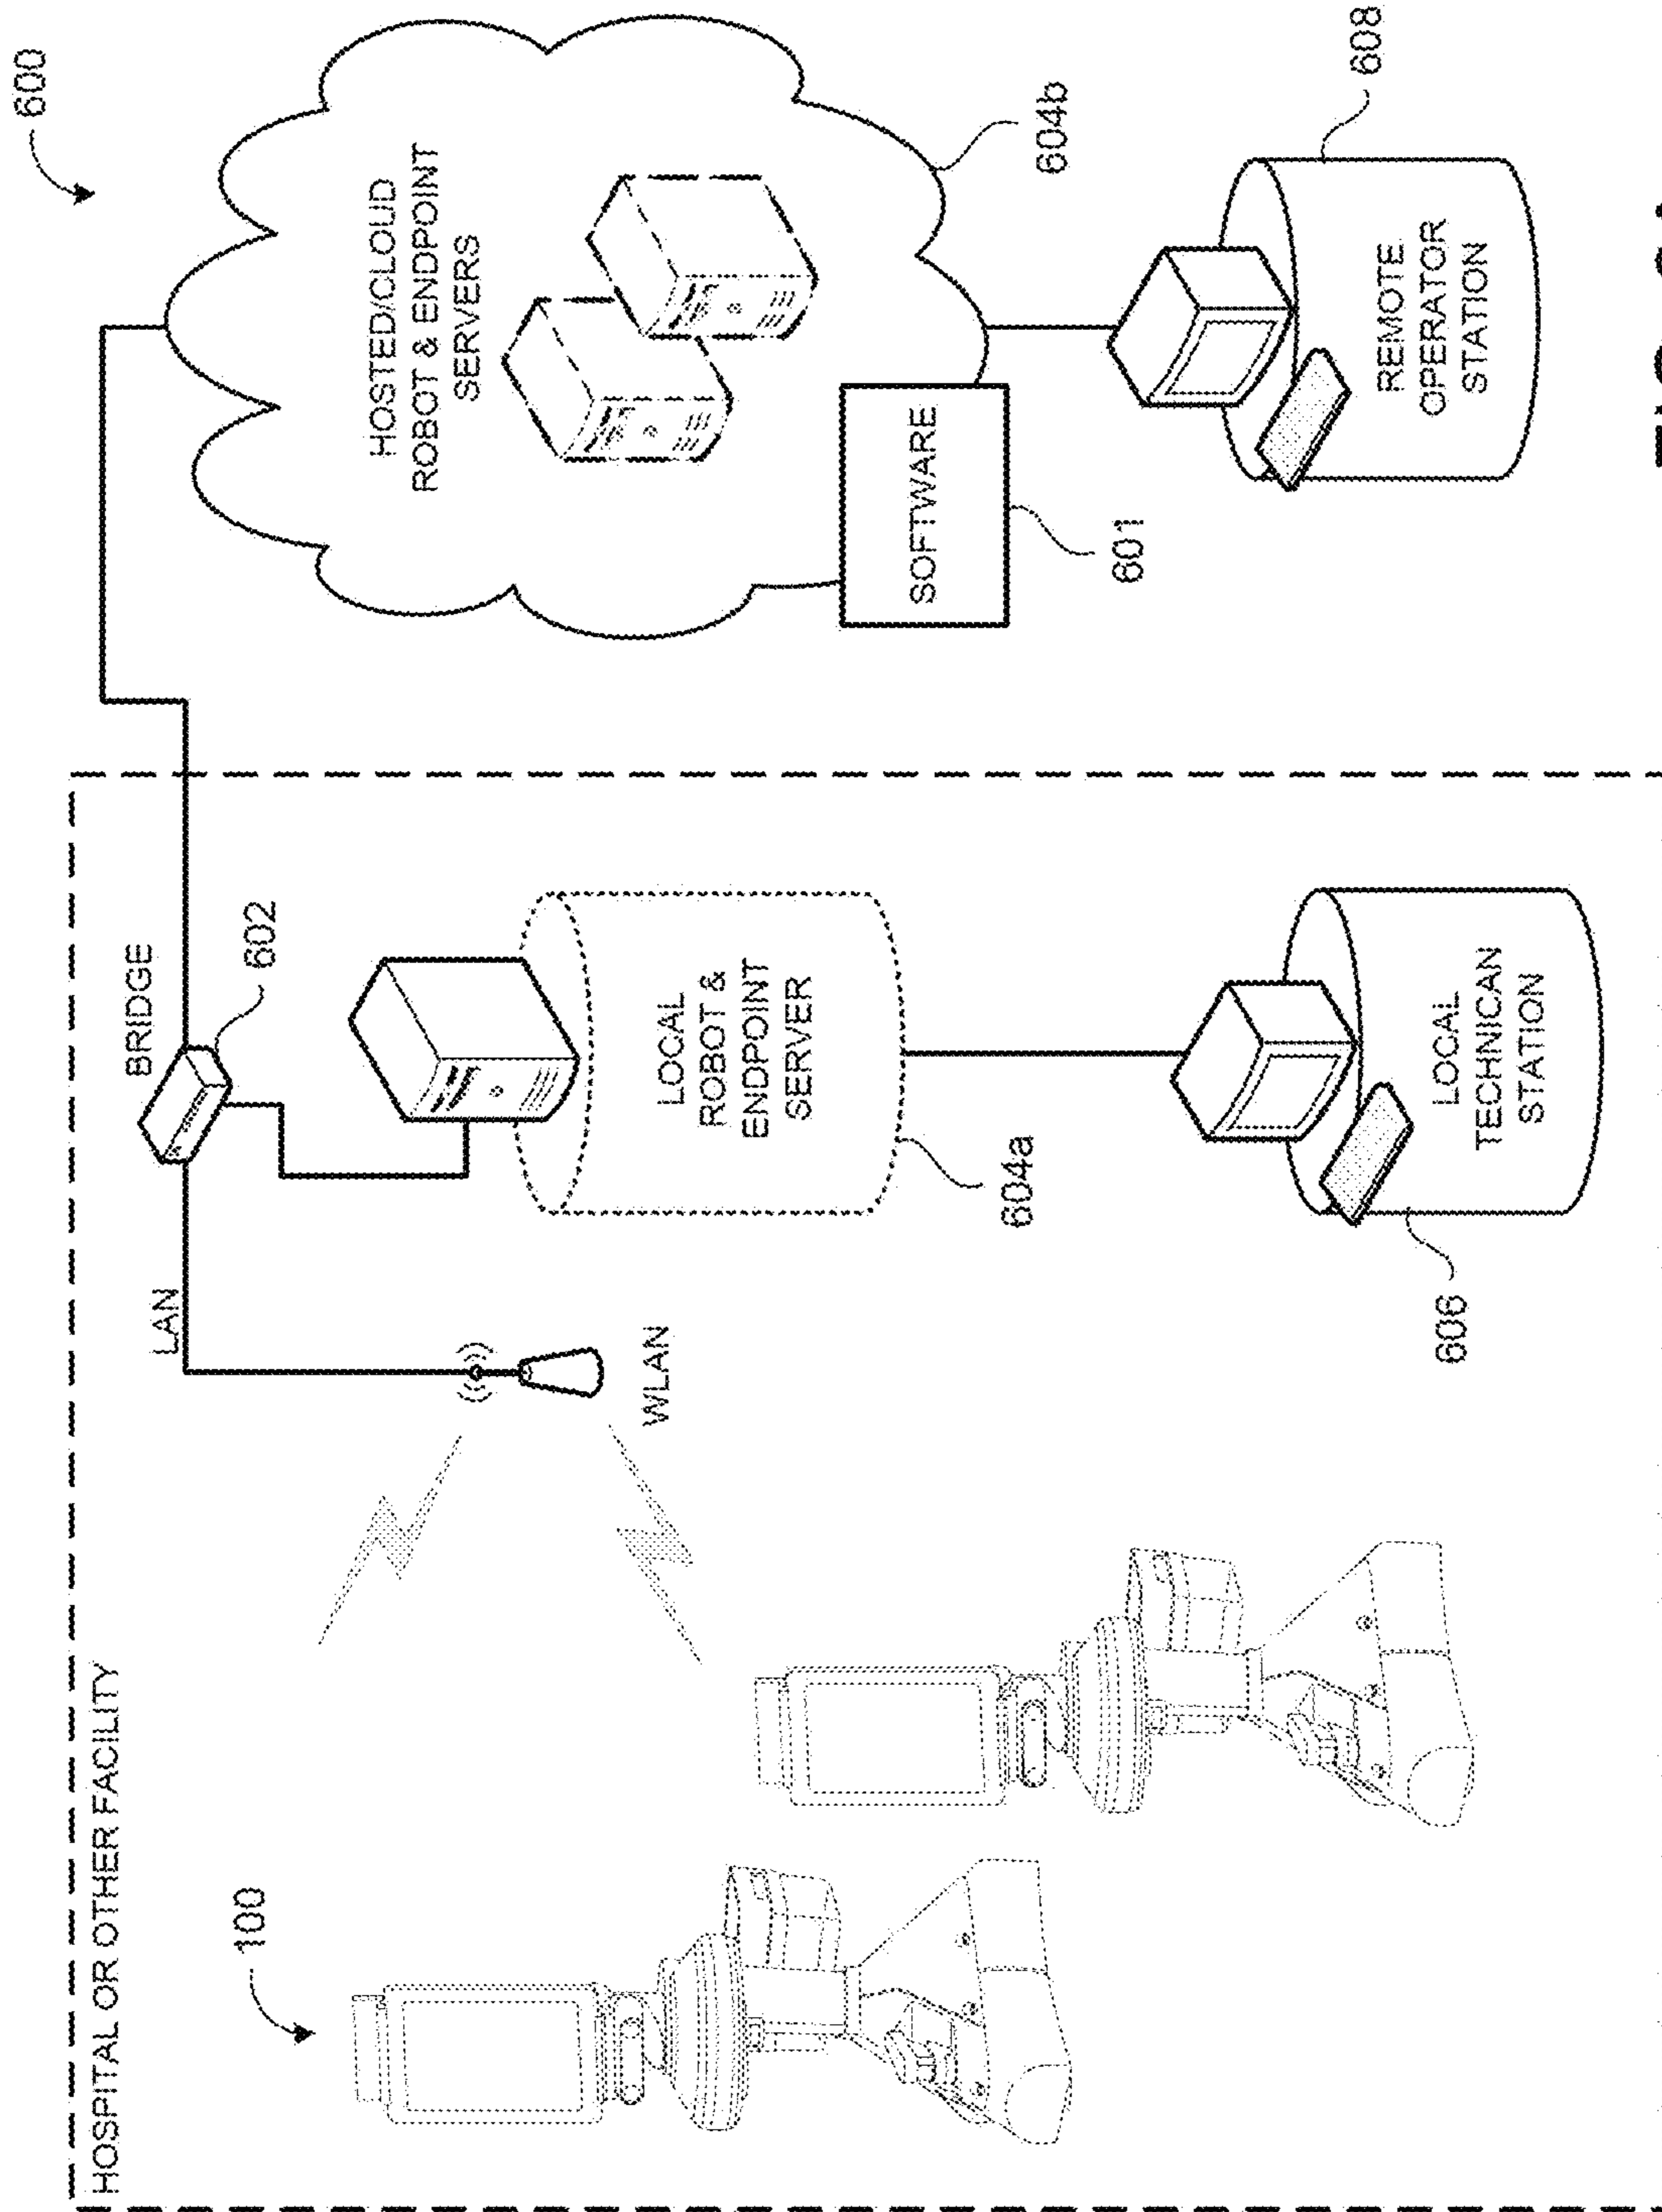 600
HOSPITAL OR OTHER FACILITY
100
LAN
WLAN
BRIDGE
602
LOCAL
ROBOT &
ENDPOINT
SERVER
604a
LOCAL
TECHNICAN
STATION
606
HOSTED/CLOUD
ROBOT & ENDPOINT
SERVERS
604b
SOFTWARE
601
REMOTE
OPERATOR
STATION
608